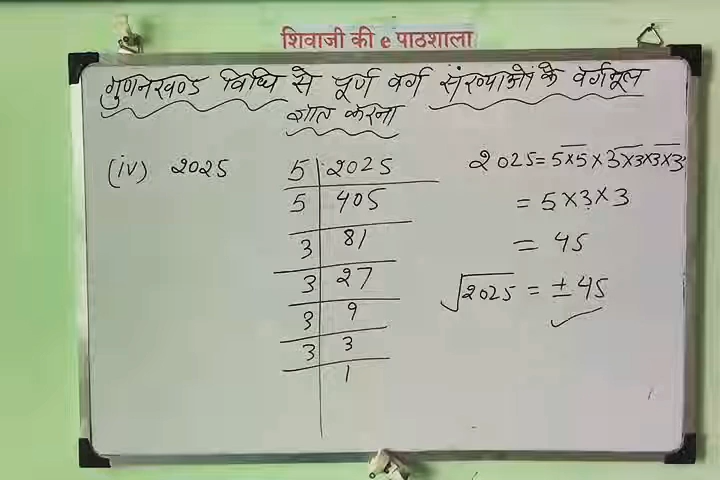 शिवाजी की e पाठशाला
गुणनखण्ड विधि से पूर्ण वर्ग संख्याओं के वर्गमूल
ज्ञात करना
(iv) 2025
5 | 2025
5 | 405
3 | 81
3 | 27
3 | 9
3 | 3
1
2025 = 5×5×3×3×3×3
= 5×3×3
= 45
√2025 = ±45